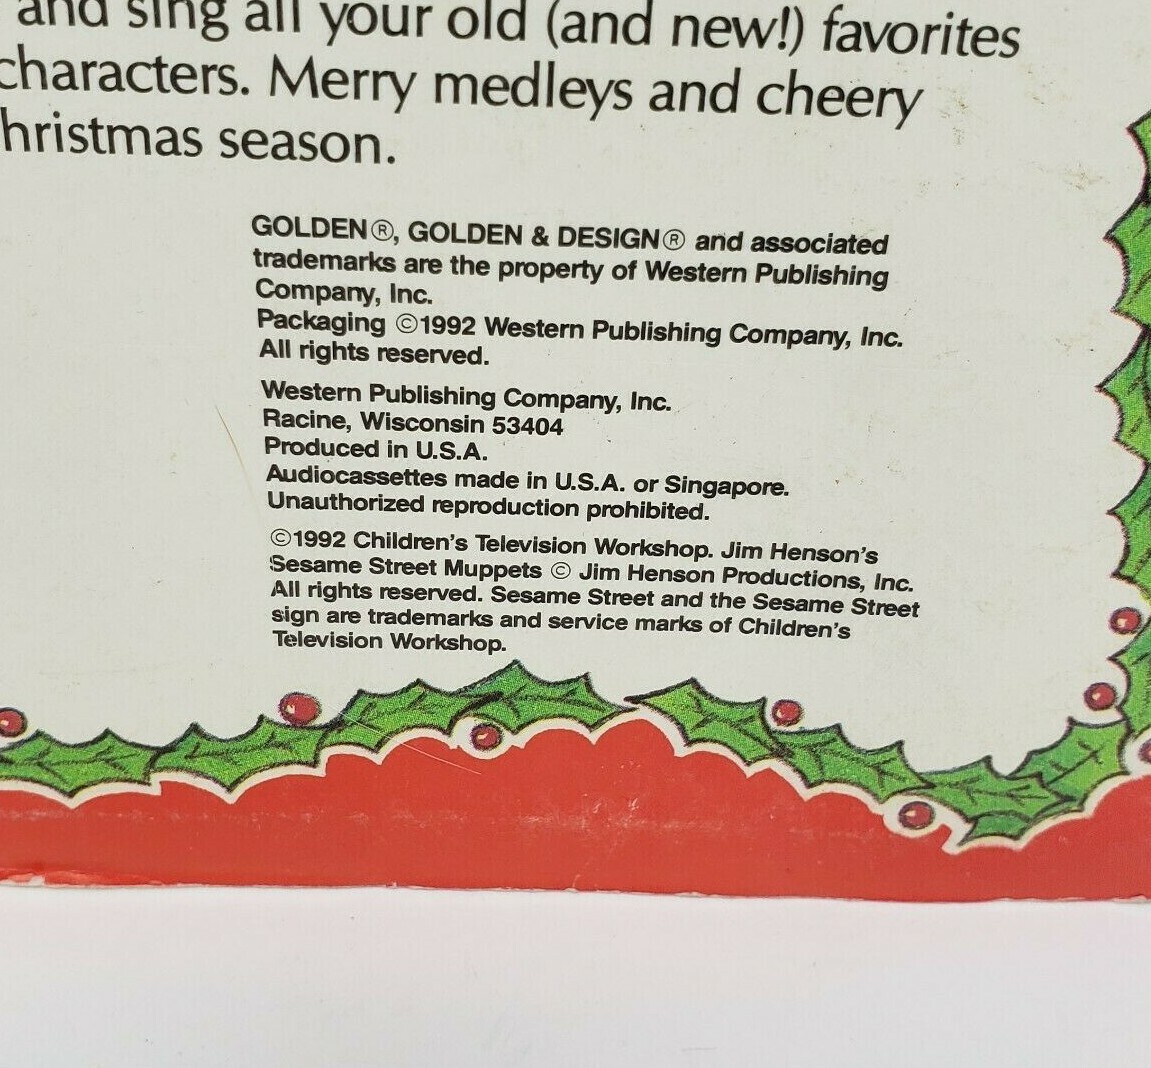 and sing all your old (and new!) favorites
characters. Merry medleys and cheery
hristmas season.
GOLDEN®, GOLDEN & DESIGN® and associated
trademarks are the property of Western Publishing
Company, Inc.
Packaging ©1992 Western Publishing Company, Inc.
All rights reserved.
Western Publishing Company, Inc.
Racine, Wisconsin 53404
Produced in U.S.A.
Audiocassettes made in U.S.A. or Singapore.
Unauthorized reproduction prohibited.
©1992 Children's Television Workshop. Jim Henson's
Sesame Street Muppets © Jim Henson Productions, Inc.
All rights reserved. Sesame Street and the Sesame Street
sign are trademarks and service marks of Children's
Television Workshop.